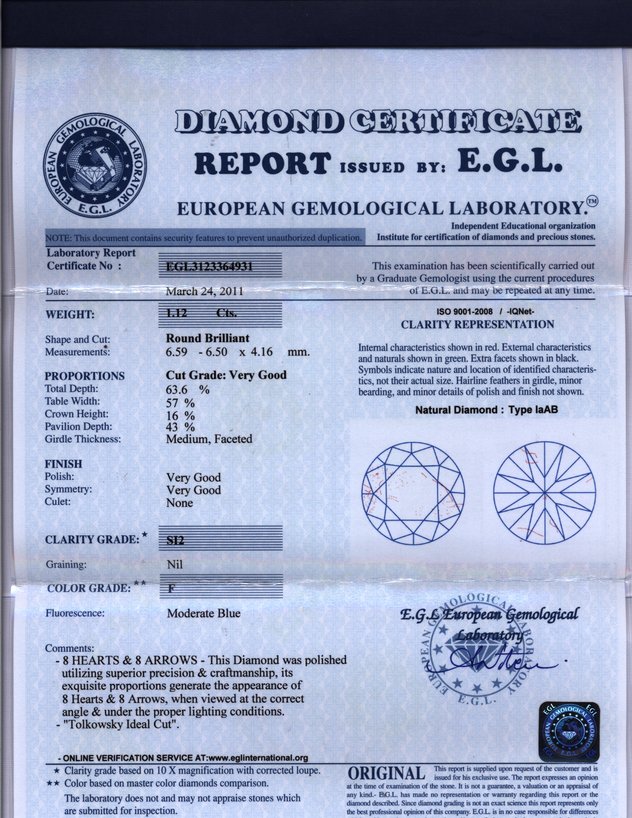 EUROPEAN GEMOLOGICAL LABORATORY
E.G.L.
DIAMOND CERTIFICATE
REPORT ISSUED BY: E.G.L.
EUROPEAN GEMOLOGICAL LABORATORY.™
Independent Educational organization
Institute for certification of diamonds and precious stones.
NOTE: This document contains security features to prevent unauthorized duplication.
Laboratory Report
Certificate No : EGL3123364931
Date: March 24, 2011
WEIGHT: 1.12 Cts.
Shape and Cut: Round Brilliant
Measurements: 6.59 - 6.50 x 4.16 mm.
PROPORTIONS Cut Grade: Very Good
Total Depth: 63.6 %
Table Width: 57 %
Crown Height: 16 %
Pavilion Depth: 43 %
Girdle Thickness: Medium, Faceted
FINISH
Polish: Very Good
Symmetry: Very Good
Culet: None
CLARITY GRADE: * SI2
Graining: Nil
COLOR GRADE: ** F
Fluorescence: Moderate Blue
Comments:
- 8 HEARTS & 8 ARROWS - This Diamond was polished
utilizing superior precision & craftmanship, its
exquisite proportions generate the appearance of
8 Hearts & 8 Arrows, when viewed at the correct
angle & under the proper lighting conditions.
- "Tolkowsky Ideal Cut".
- ONLINE VERIFICATION SERVICE AT:www.eglinternational.org
* Clarity grade based on 10 X magnification with corrected loupe.
** Color based on master color diamonds comparison.
The laboratory does not and may not appraise stones which
are submitted for inspection.
This examination has been scientifically carried out
by a Graduate Gemologist using the current procedures
of E.G.L. and may be repeated at any time.
ISO 9001-2008 / -IQNet-
CLARITY REPRESENTATION
Internal characteristics shown in red. External characteristics
and naturals shown in green. Extra facets shown in black.
Symbols indicate nature and location of identified characteris-
tics, not their actual size. Hairline feathers in girdle, minor
bearding, and minor details of polish and finish not shown.
Natural Diamond : Type IaAB
E.G.L European Gemological
Laboratory
GEMOLOGICAL
E.G.L.
EGL EGL
ORIGINAL This report is supplied upon request of the customer and is
issued for his exclusive use. The report expresses an opinion
at the time of examination of the stone. It is not a guarantee, a valuation or an appraisal of
any kind.- E.G.L. has made no representation or warranty regarding this report or the
diamond described. Since diamond grading is not an exact science this report represents only
the best professional opinion of this company. E.G.L. is in no case responsible for differences